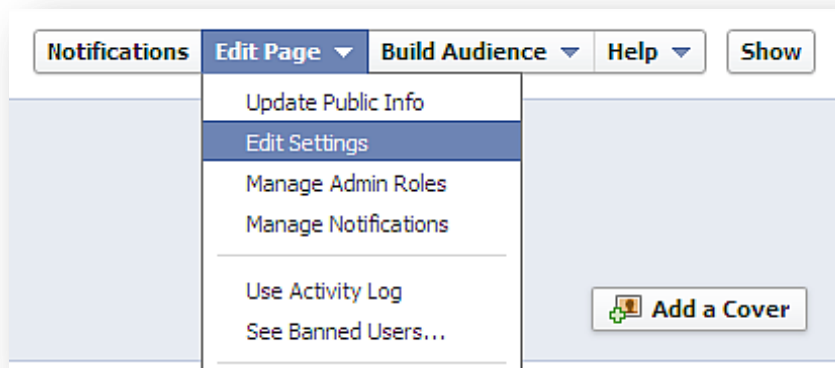 Notifications Edit Page Build Audience Help Show
Update Public Info
Edit Settings
Manage Admin Roles
Manage Notifications
Use Activity Log
See Banned Users...
Add a Cover